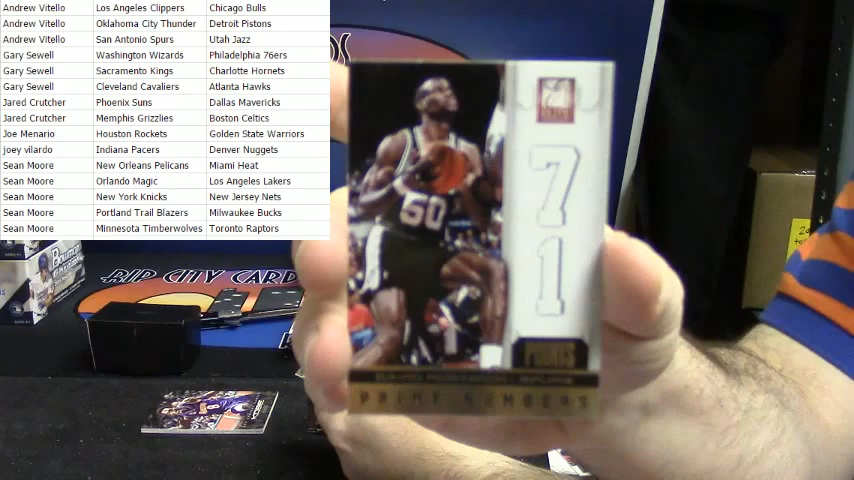 Andrew Vitello Los Angeles Clippers Chicago Bulls
Andrew Vitello Oklahoma City Thunder Detroit Pistons
Andrew Vitello San Antonio Spurs Utah Jazz
Gary Sewell Washington Wizards Philadelphia 76ers
Gary Sewell Sacramento Kings Charlotte Hornets
Gary Sewell Cleveland Cavaliers Atlanta Hawks
Jared Crutcher Phoenix Suns Dallas Mavericks
Jared Crutcher Memphis Grizzlies Boston Celtics
Joe Menario Houston Rockets Golden State Warriors
joey vilardo Indiana Pacers Denver Nuggets
Sean Moore New Orleans Pelicans Miami Heat
Sean Moore Orlando Magic Los Angeles Lakers
Sean Moore New York Knicks New Jersey Nets
Sean Moore Portland Trail Blazers Milwaukee Bucks
Sean Moore Minnesota Timberwolves Toronto Raptors
71
50
POINTS
PRIME NUMBERS
RIP CITY CARDS
Bowman